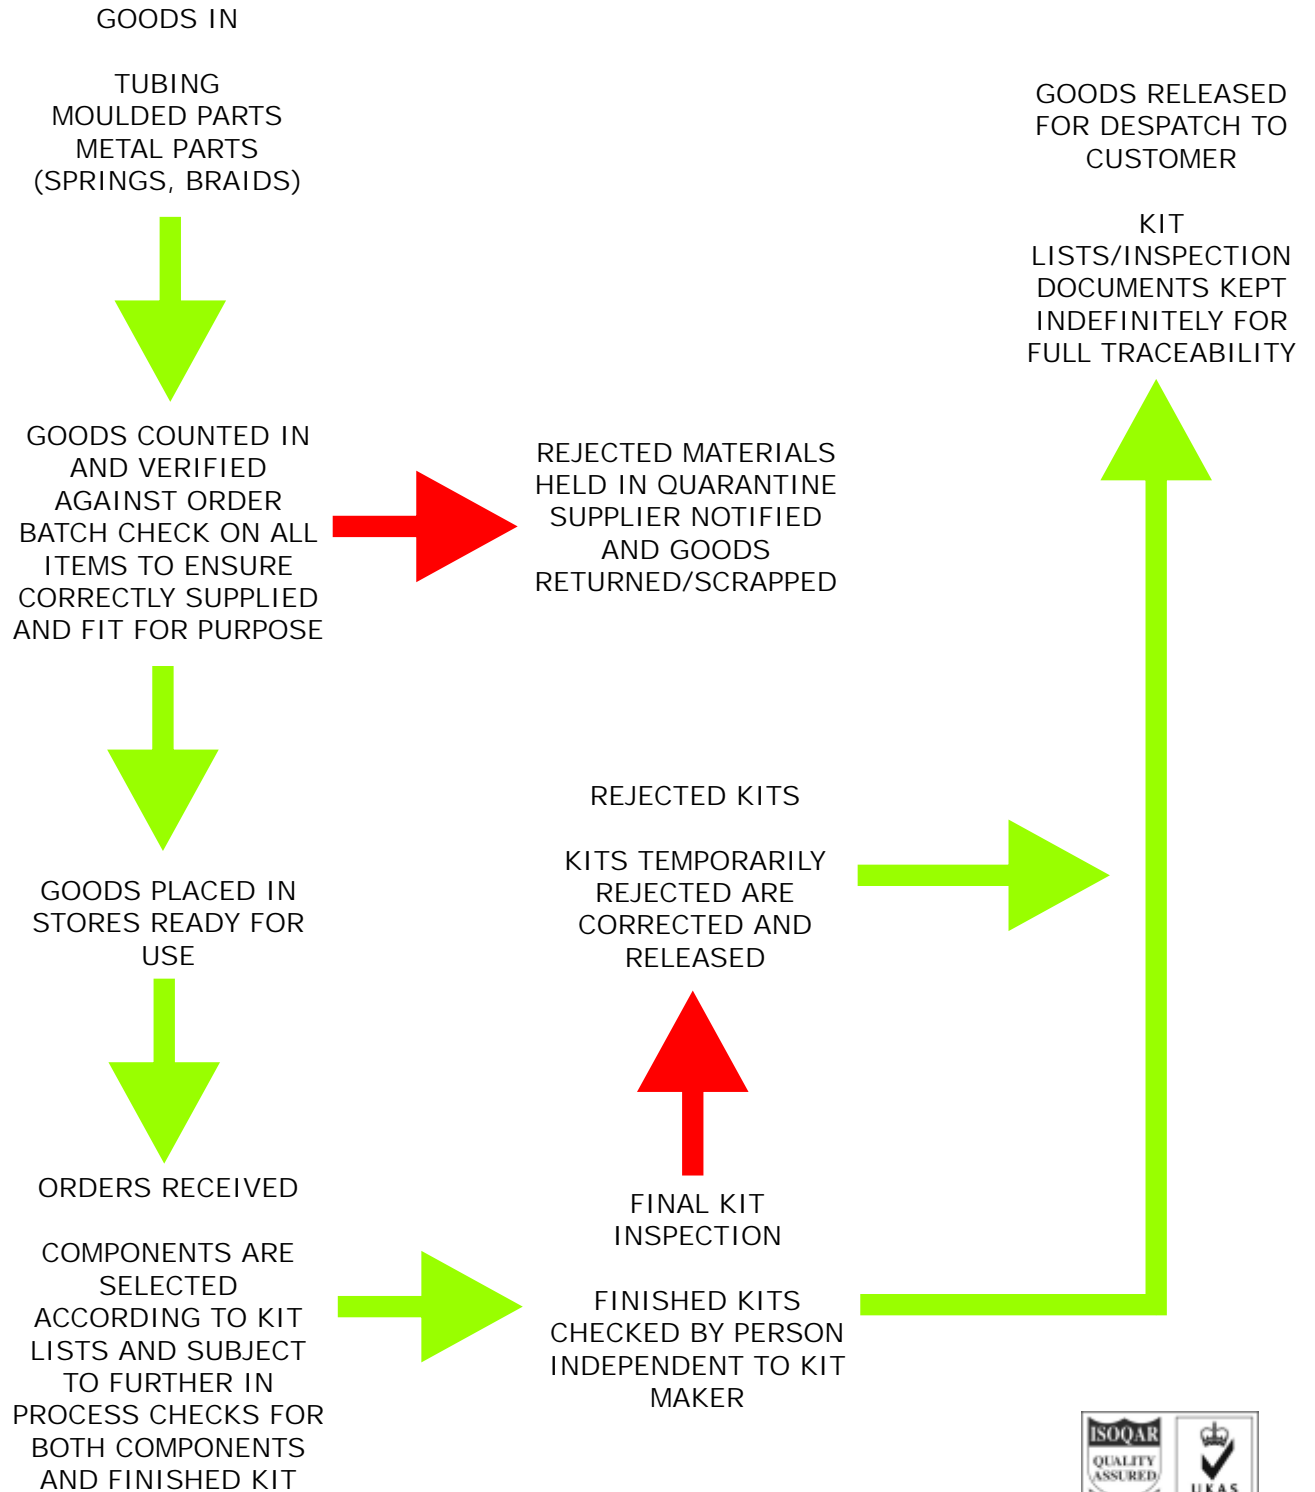 GOODS IN
TUBING
MOULDED PARTS
METAL PARTS
(SPRINGS, BRAIDS)
GOODS COUNTED IN
AND VERIFIED
AGAINST ORDER
BATCH CHECK ON ALL
ITEMS TO ENSURE
CORRECTLY SUPPLIED
AND FIT FOR PURPOSE
REJECTED MATERIALS
HELD IN QUARANTINE
SUPPLIER NOTIFIED
AND GOODS
RETURNED/SCRAPPED
GOODS PLACED IN
STORES READY FOR
USE
ORDERS RECEIVED
COMPONENTS ARE
SELECTED
ACCORDING TO KIT
LISTS AND SUBJECT
TO FURTHER IN
PROCESS CHECKS FOR
BOTH COMPONENTS
AND FINISHED KIT
FINAL KIT
INSPECTION
FINISHED KITS
CHECKED BY PERSON
INDEPENDENT TO KIT
MAKER
REJECTED KITS
KITS TEMPORARILY
REJECTED ARE
CORRECTED AND
RELEASED
GOODS RELEASED
FOR DESPATCH TO
CUSTOMER
KIT
LISTS/INSPECTION
DOCUMENTS KEPT
INDEFINITELY FOR
FULL TRACEABILITY
ISOQAR
QUALITY
ASSURED
UKAS